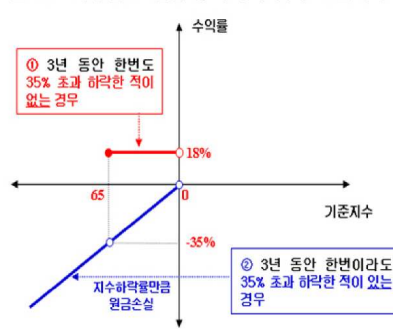 수익률
① 3년 동안 한번도
35% 초과 하락한 적이
없는 경우
18%
65
0
기준지수
-35%
② 3년 동안 한번이라도
35% 초과 하락한 적이 있는
경우
지수하락률만큼
원금손실